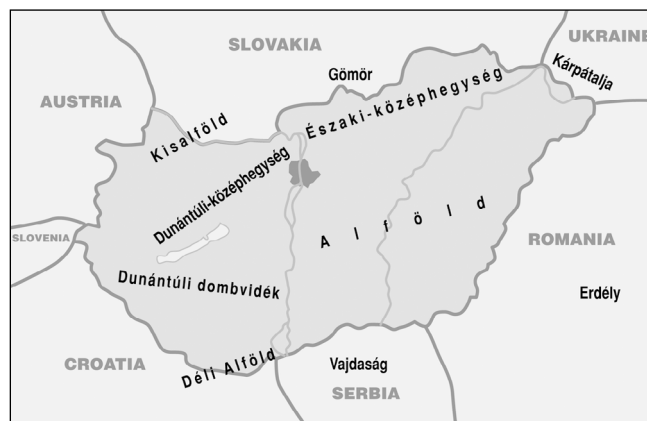 SLOVAKIA
UKRAINE
Gömör
Kárpátalja
AUSTRIA
Északi-középhegység
Kisalföld
Dunántúli-középhegység
Alföld
SLOVENIA
ROMANIA
Dunántúli dombvidék
Erdély
CROATIA
Déli Alföld
Vajdaság
SERBIA